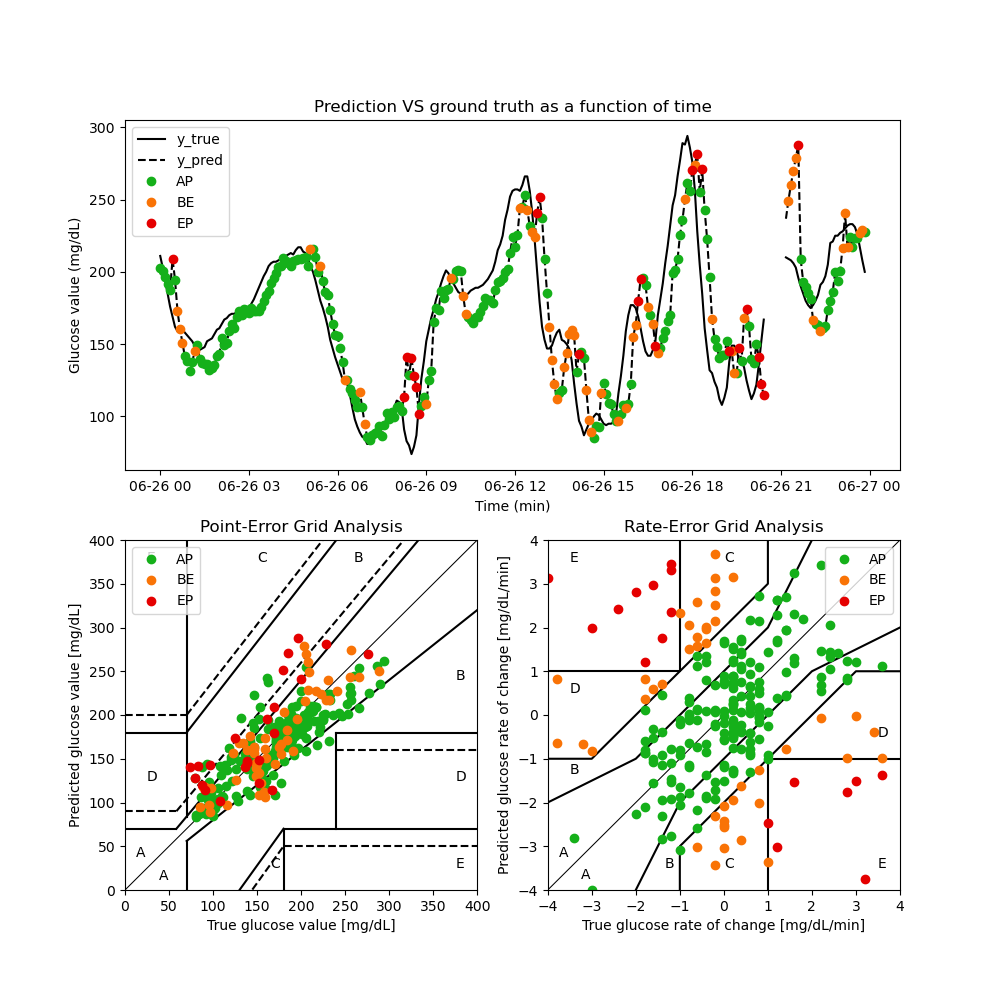 Prediction VS ground truth as a function of time
Glucose value (mg/dL)
300
250
200
150
100
y_true
y_pred
AP
BE
EP
06-26 00 06-26 03 06-26 06 06-26 09 06-26 12 06-26 15 06-26 18 06-26 21 06-27 00
Time (min)
Point-Error Grid Analysis
Predicted glucose value [mg/dL]
400
350
300
250
200
150
100
50
0
AP
BE
EP
C
B
B
D
D
A
A
C
E
0 50 100 150 200 250 300 350 400
True glucose value [mg/dL]
Rate-Error Grid Analysis
Predicted glucose rate of change [mg/dL/min]
4
3
2
1
0
−1
−2
−3
−4
AP
BE
EP
E
C
D
D
B
A
A
B
C
E
−4 −3 −2 −1 0 1 2 3 4
True glucose rate of change [mg/dL/min]